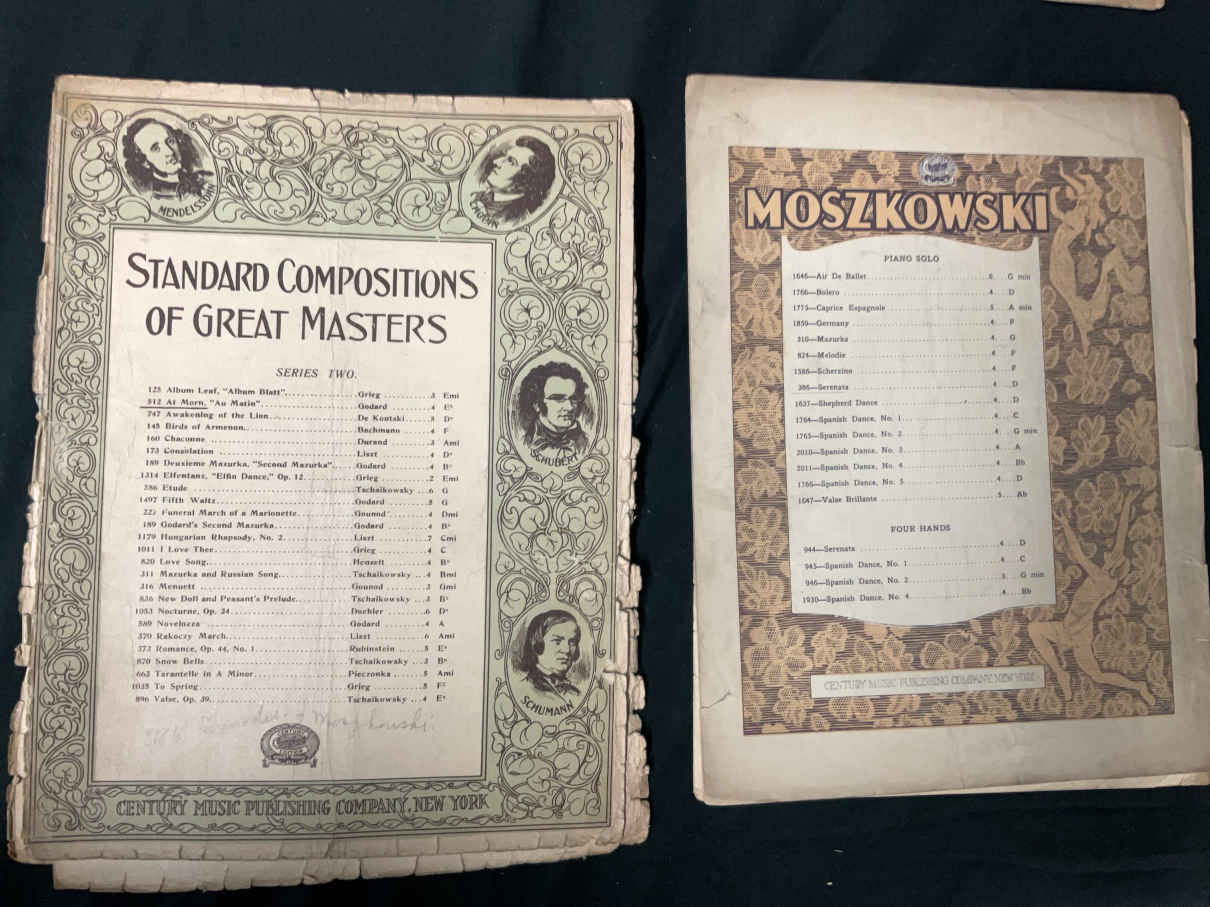 MENDELSSOHN
CHOPIN
STANDARD COMPOSITIONS
OF GREAT MASTERS
SERIES TWO.
125 Album Leaf, "Album Blatt" Grieg 3 Emi
312 At Morn, "Au Matin" Godard 4 E♭
747 Awakening of the Lion De Kontski 5 D♭
145 Birds of Armenon Bachmann 4 F
160 Chaconne Durand 3 Ami
173 Consolation Liszt 4 D♭
189 Deuxieme Mazurka, "Second Mazurka" Godard 4 B♭
1314 Elfentanz, "Elfin Dance," Op. 12 Grieg 2 Emi
386 Etude Tschaikowsky 6 G
1497 Fifth Waltz Godard 5 G
227 Funeral March of a Marionette Gounod 4 Dmi
189 Godard's Second Mazurka Godard 4 B♭
1179 Hungarian Rhapsody, No. 2 Liszt 7 Cmi
1011 I Love Thee Grieg 4 C
820 Love Song Henselt 4 B♭
311 Mazurka and Russian Song Tschaikowsky 4 Bmi
316 Menuett Gounod 3 Gmi
836 New Doll and Peasant's Prelude Tschaikowsky 3 B♭
1053 Nocturne, Op. 24 Doehler 6 D♭
589 Novelozza Godard 4 A
370 Rakoczy March Liszt 6 Ami
373 Romance, Op. 44, No. 1 Rubinstein 5 E♭
870 Snow Bells Tschaikowsky 3 B♭
662 Tarantelle in A Minor Pieczonka 5 Ami
1035 To Spring Grieg 5
896 Valse, Op. 39 Tschaikowsky 4 E♭
Moszkowski
SCHUBERT
SCHUMANN
CENTURY
CENTURY MUSIC PUBLISHING COMPANY, NEW YORK
MOSZKOWSKI
PIANO SOLO
1646—Air De Ballet 6 G min
1766—Bolero 4 D
1775—Caprice Espagnole 5 A min
1859—Germany 4 F
310—Mazurka 4 G
824—Melodie 4 F
1586—Scherzino 4 F
386—Serenata 4 D
1637—Shepherd Dance 4 D
1764—Spanish Dance, No. 1 4 C
1765—Spanish Dance, No. 2 4 G min
2010—Spanish Dance, No. 3 4 A
2011—Spanish Dance, No. 4 4 Bb
1766—Spanish Dance, No. 5 4 D
1647—Valse Brillante 5 Ab
FOUR HANDS
944—Serenata 4 D
945—Spanish Dance, No. 1 4 C
946—Spanish Dance, No. 2 3 G min
1930—Spanish Dance, No. 4 4 Bb
CENTURY MUSIC PUBLISHING COMPANY NEW YORK